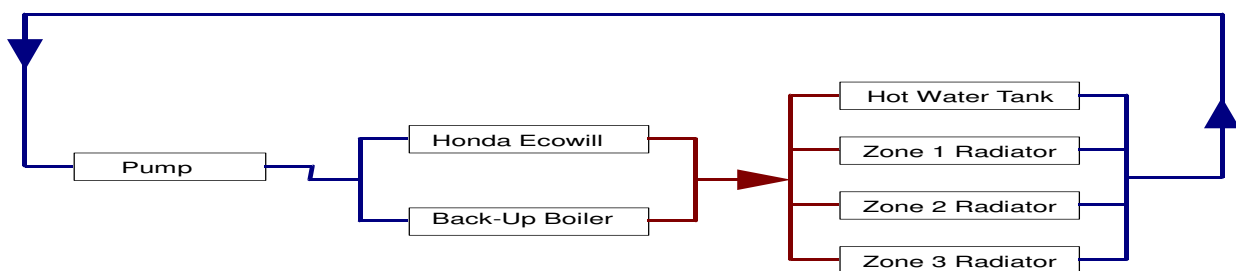 Pump
Honda Ecowill
Back-Up Boiler
Hot Water Tank
Zone 1 Radiator
Zone 2 Radiator
Zone 3 Radiator